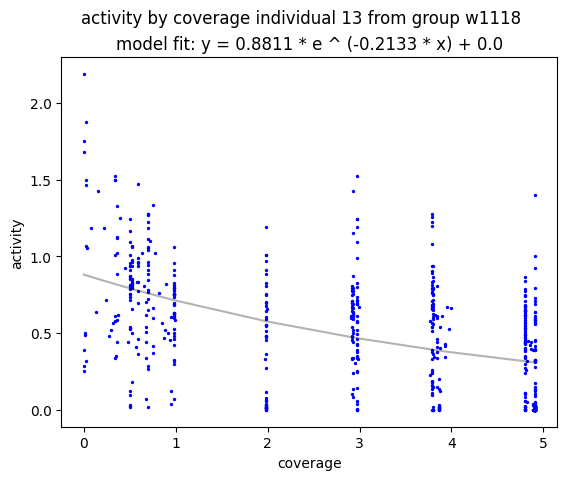 activity by coverage individual 13 from group w1118
model fit: y = 0.8811 * e ^ (-0.2133 * x) + 0.0
2.0
1.5
1.0
0.5
0.0
activity
0
1
2
3
4
5
coverage